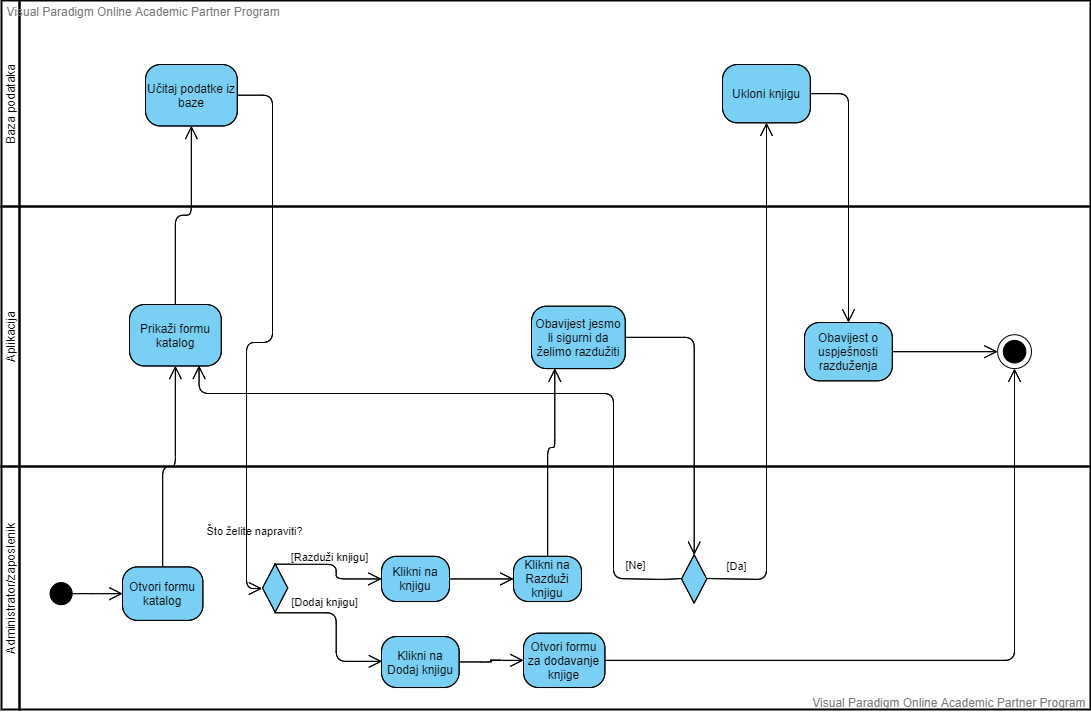 Visual Paradigm Online Academic Partner Program
Baza podataka
Učitaj podatke iz
baze
Ukloni knjigu
Aplikacija
Prikaži formu
katalog
Obavijest jesmo
li sigurni da
želimo razdužiti
Obavijest o
uspješnosti
razduženja
Administrator/zaposlenik
Što želite napraviti?
[Razduži knjigu]
[Dodaj knjigu]
Otvori formu
katalog
Klikni na
knjigu
Klikni na
Razduži
knjigu
[Ne]
[Da]
Klikni na
Dodaj knjigu
Otvori formu
za dodavanje
knjige
Visual Paradigm Online Academic Partner Program